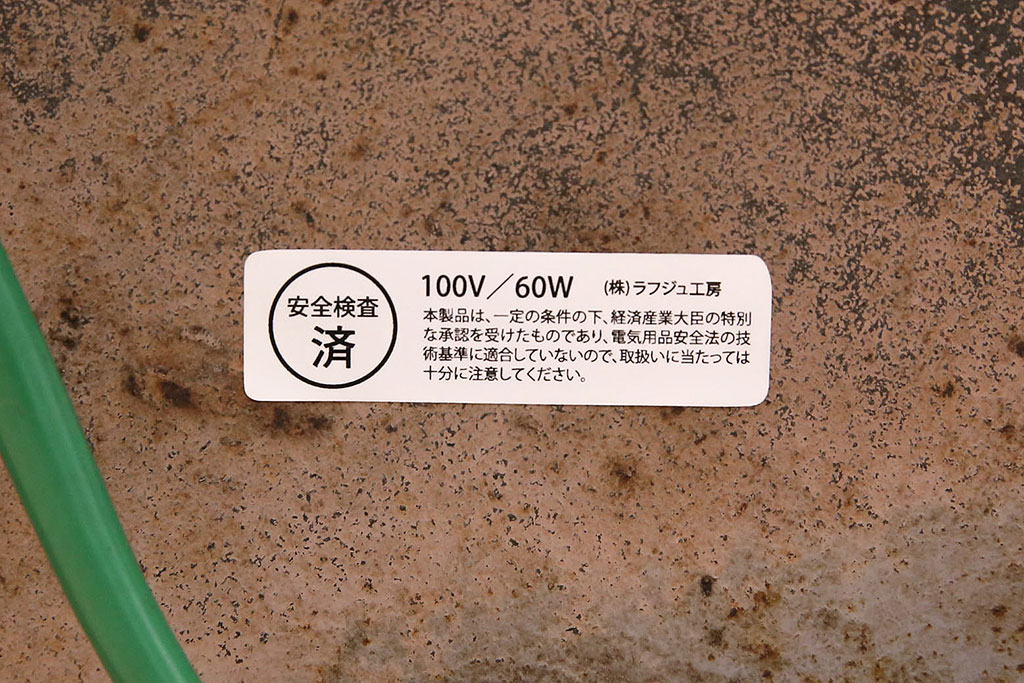 安全検査
済
100V／60W （株）ラフジュ工房
本製品は、一定の条件の下、経済産業大臣の特別
な承認を受けたものであり、電気用品安全法の技
術基準に適合していないので、取扱いに当たっては
十分に注意してください。